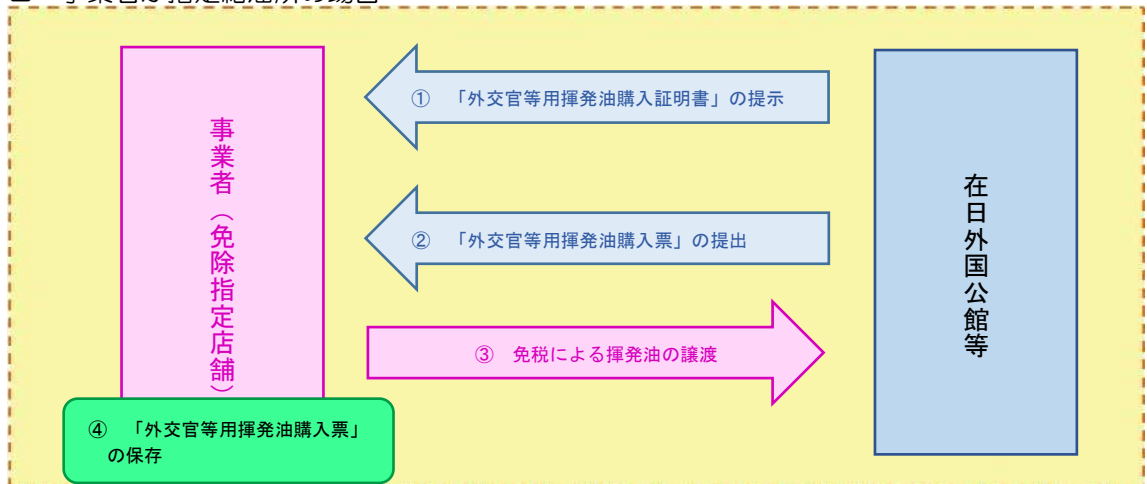 ① 「外交官等用揮発油購入証明書」の提示
事業者（免除指定店舗）
② 「外交官等用揮発油購入票」の提出
在日外国公館等
③ 免税による揮発油の譲渡
④ 「外交官等用揮発油購入票」
の保存